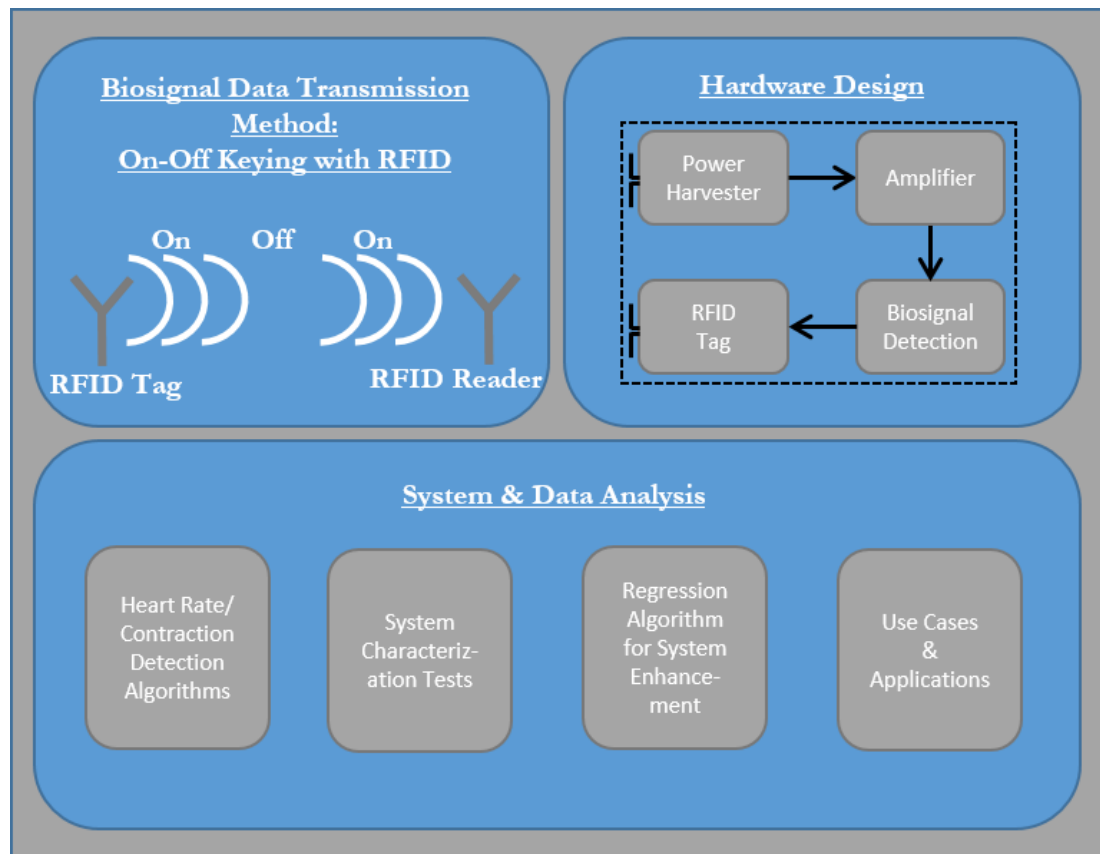 Biosignal Data Transmission
Method:
On-Off Keying with RFID
On Off On
RFID Tag
RFID Reader
Hardware Design
Power
Harvester
Amplifier
RFID
Tag
Biosignal
Detection
System & Data Analysis
Heart Rate/
Contraction
Detection
Algorithms
System
Characteriz-
ation Tests
Regression
Algorithm
for System
Enhance-
ment
Use Cases
&
Applications